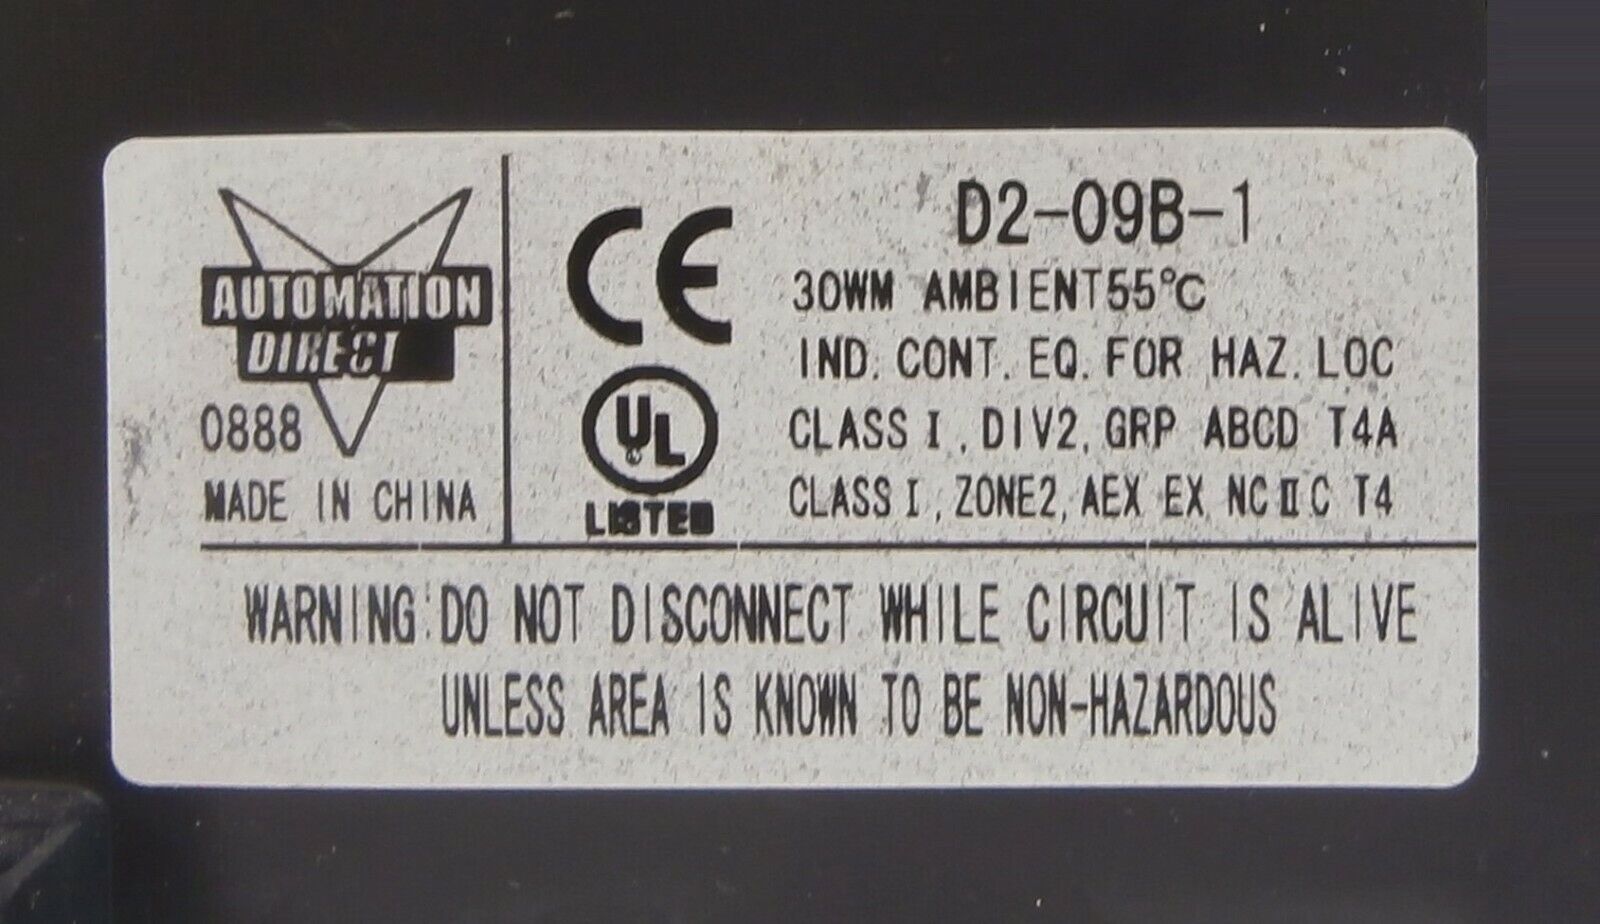 AUTOMATION
DIRECT
0888
MADE IN CHINA
CE
UL
LISTED
D2-09B-1
30WM AMBIENT55℃
IND. CONT. EQ. FOR HAZ. LOC
CLASS I, DIV2, GRP ABCD T4A
CLASS I, ZONE2, AEX EX NC II C T4
WARNING:DO NOT DISCONNECT WHILE CIRCUIT IS ALIVE
UNLESS AREA IS KNOWN TO BE NON-HAZARDOUS